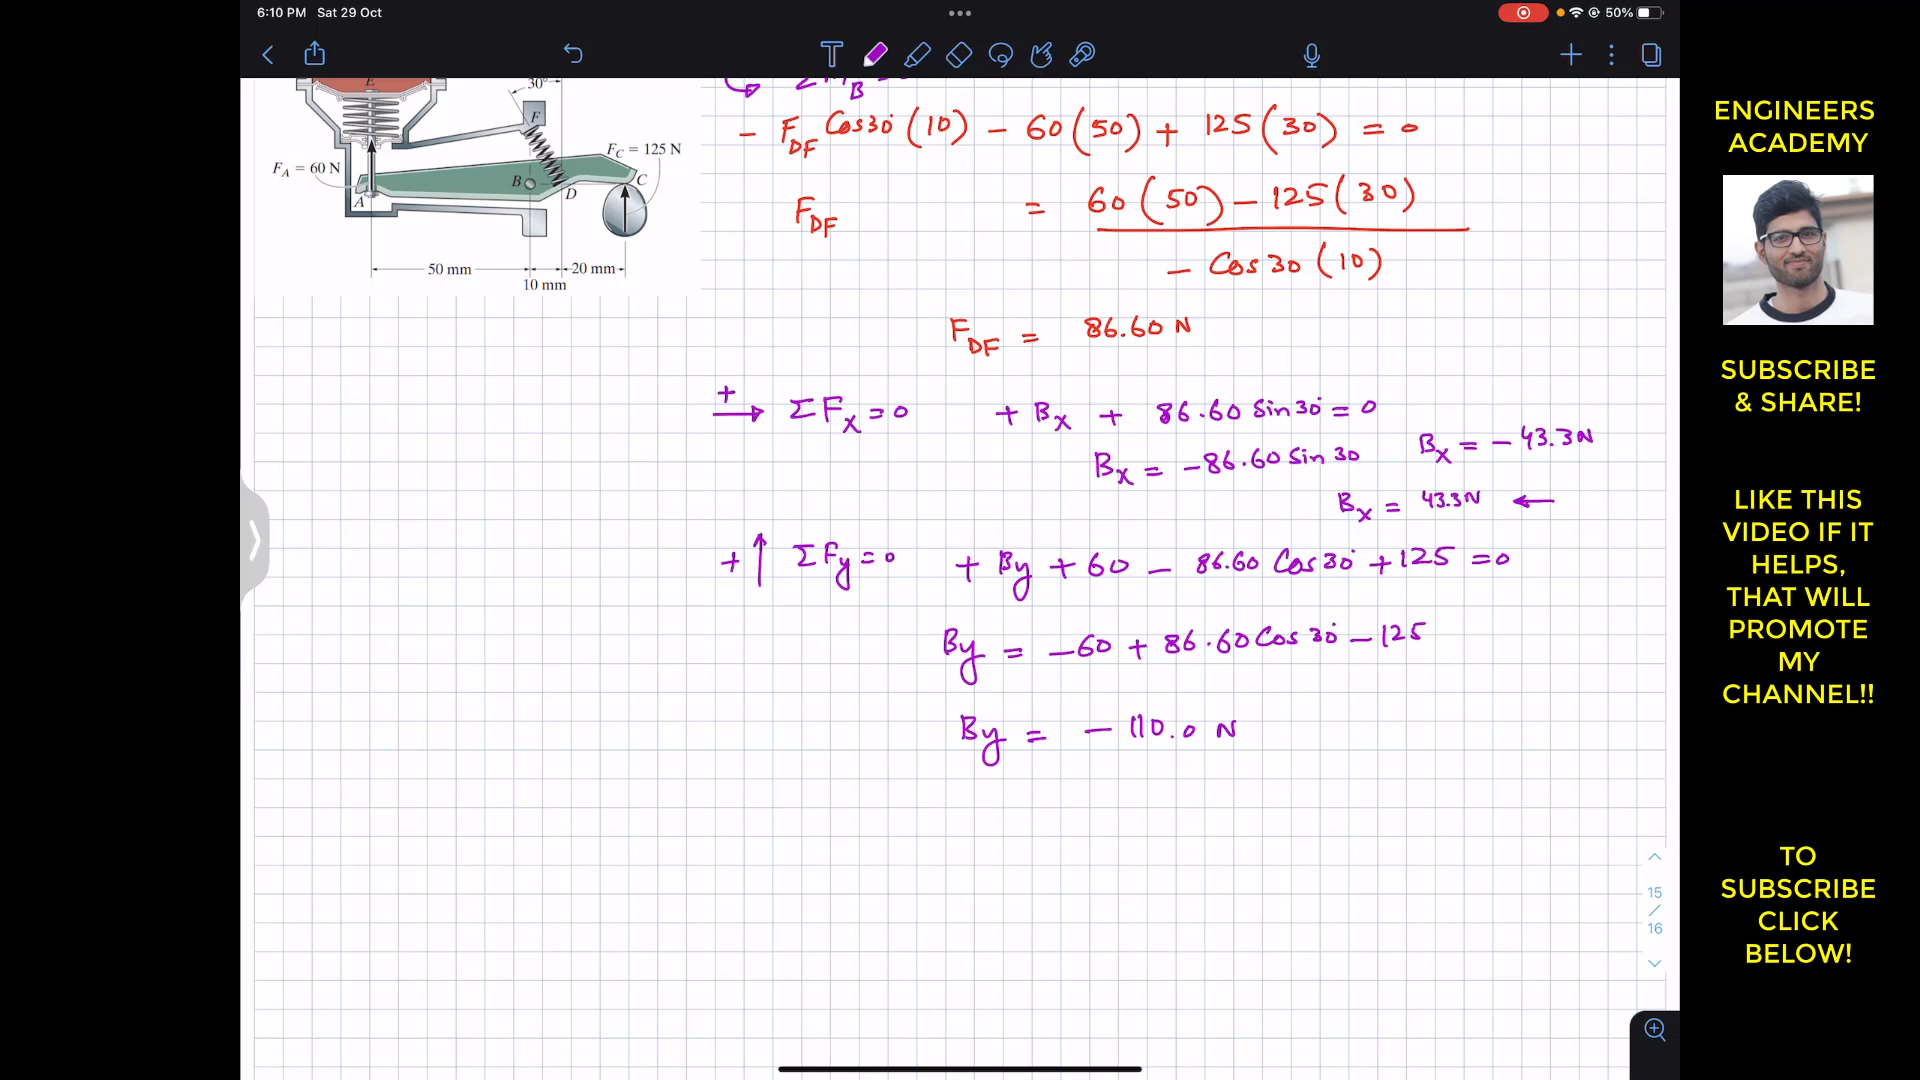 6:10 PM Sat 29 Oct
50%
T
E
30°
F
F_C = 125 N
F_A = 60 N
B
C
D
A
50 mm
20 mm
10 mm
B
- F_DF Cos30° (10) - 60 (50) + 125 (30) = 0
F_DF = 60 (50) - 125 (30)
- Cos 30 (10)
F_DF = 86.60 N
+ → ΣF_x = 0 + B_x + 86.60 Sin 30° = 0
B_x = -86.60 Sin 30 B_x = - 43.3 N
B_x = 43.3 N ←
+ ↑ ΣF_y = 0 + B_y + 60 - 86.60 Cos 30° + 125 = 0
B_y = -60 + 86.60 Cos 30° - 125
B_y = - 110.0 N
15
/
16
ENGINEERS
ACADEMY
SUBSCRIBE
& SHARE!
LIKE THIS
VIDEO IF IT
HELPS,
THAT WILL
PROMOTE
MY
CHANNEL!!
TO
SUBSCRIBE
CLICK
BELOW!